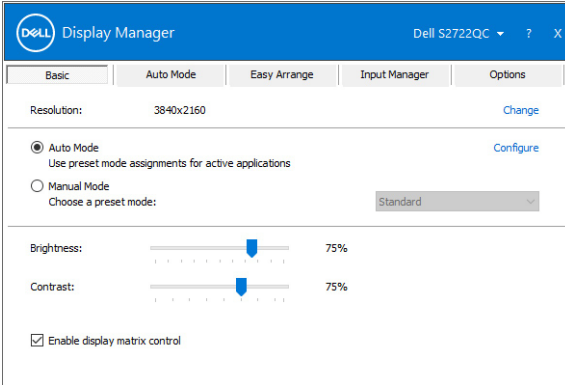 DELL Display Manager Dell S2722QC ? X
Basic Auto Mode Easy Arrange Input Manager Options
Resolution: 3840x2160 Change
Auto Mode Configure
Use preset mode assignments for active applications
Manual Mode
Choose a preset mode: Standard
Brightness: 75%
Contrast: 75%
Enable display matrix control